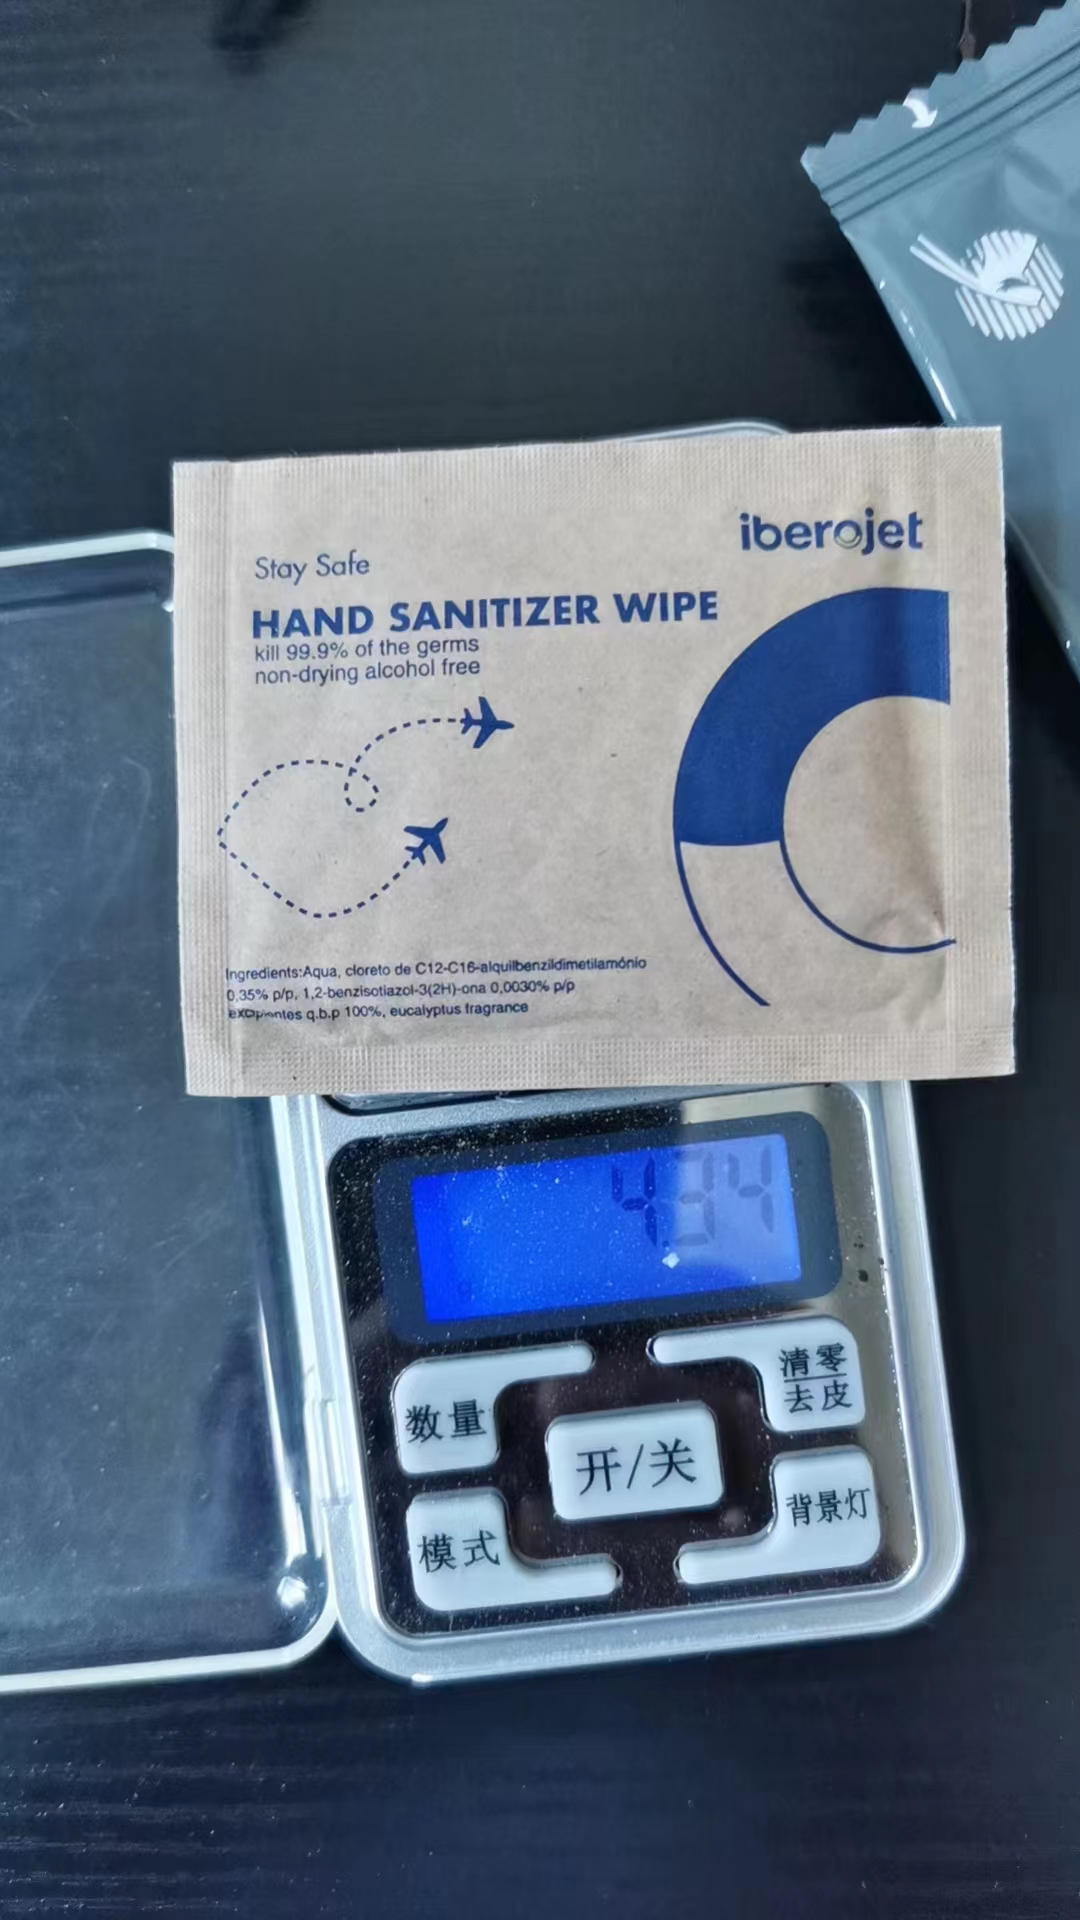 iberojet
Stay Safe
HAND SANITIZER WIPE
kill 99.9% of the germs
non-drying alcohol free
Ingredients:Aqua, cloreto de C12-C16-alquilbenzildimetilamónio
0,35% p/p, 1,2-benzisotiazol-3(2H)-ona 0,0030% p/p
excipientes q.b.p 100%, eucalyptus fragrance
4.34
数量
清零
去皮
开/关
模式
背景灯